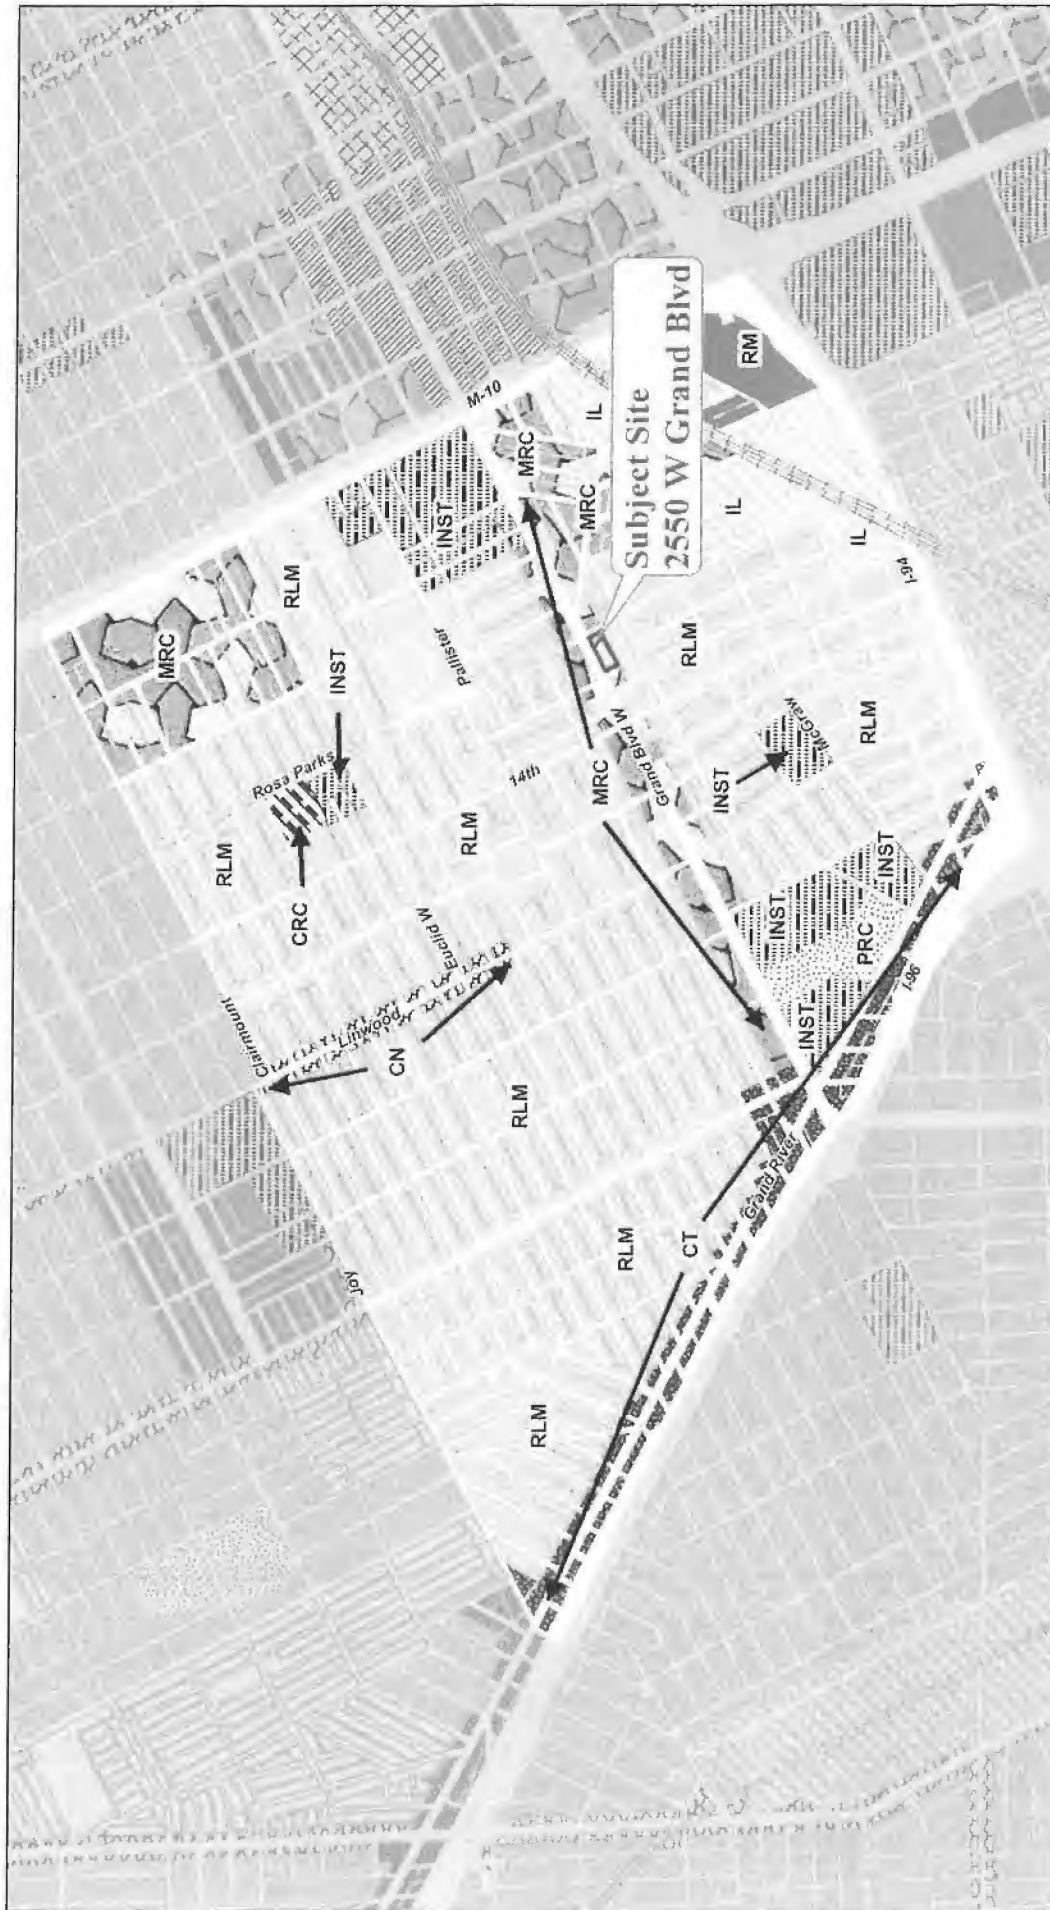 M-10
MRC
RLM
INST
INST
MRC
MRC
IL
RM
IL
IL
I-94
Subject Site
2550 W Grand Blvd
Pallister
Rosa Parks
INST
RLM
CRC
14th
RLM
MRC
Grand Blvd W
RLM
INST
McGraw
RLM
Euclid W
Clairmount
Linwood
CN
INST
INST
PRC
INST
I-96
RLM
Joy
Grand River
RLM
CT
RLM